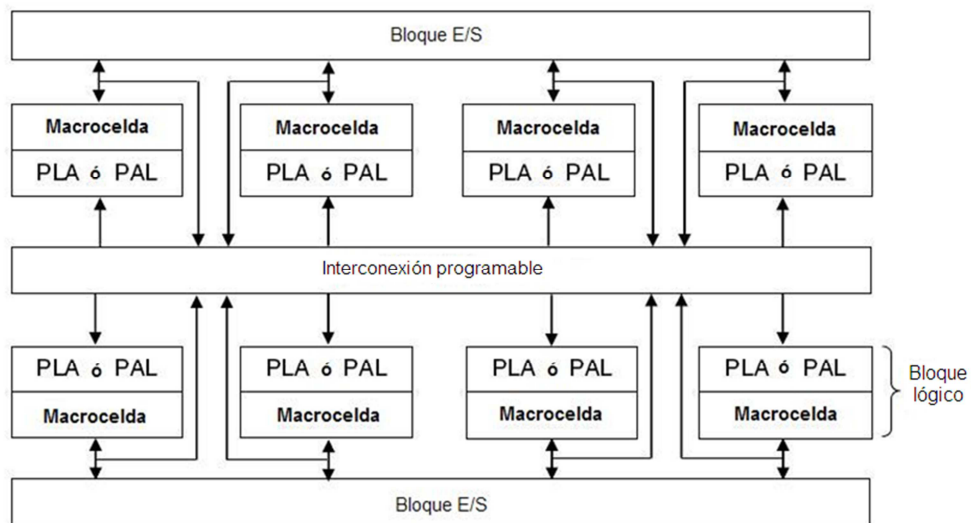 Bloque E/S
Macrocelda Macrocelda Macrocelda Macrocelda
PLA ó PAL PLA ó PAL PLA ó PAL PLA ó PAL
Interconexión programable
PLA ó PAL PLA ó PAL PLA ó PAL PLA ó PAL
Macrocelda Macrocelda Macrocelda Macrocelda
Bloque
lógico
Bloque E/S